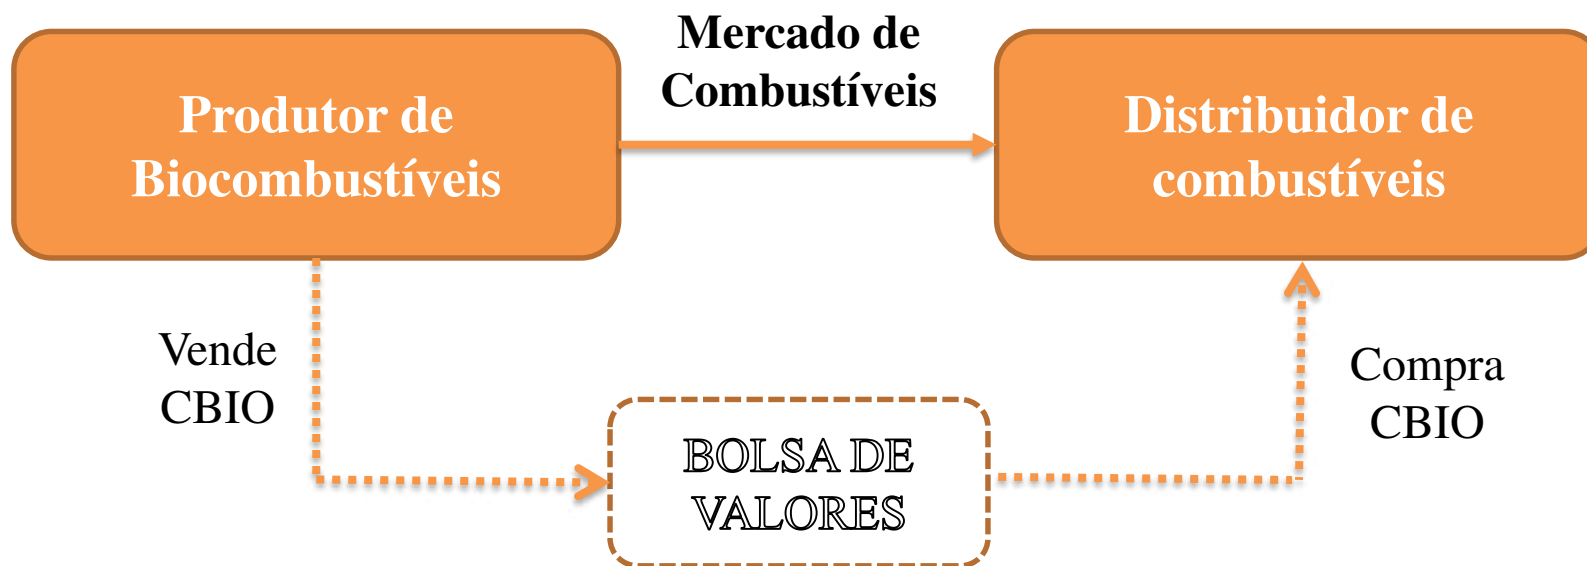 Mercado de
Combustíveis
Produtor de
Biocombustíveis
Distribuidor de
combustíveis
Vende
CBIO
Compra
CBIO
BOLSA DE
VALORES